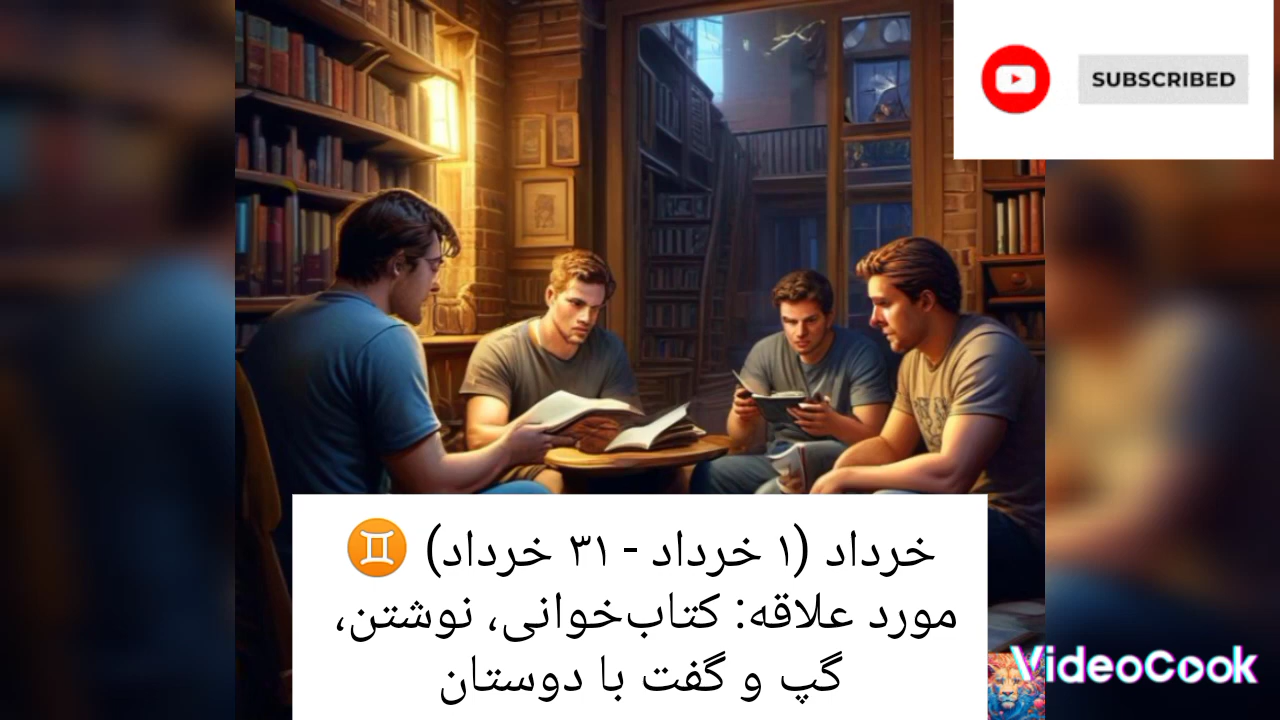 SUBSCRIBED
خرداد (۱ خرداد - ۳۱ خرداد) ♊
مورد علاقه: کتاب‌خوانی، نوشتن،
گپ و گفت با دوستان
VideoCook